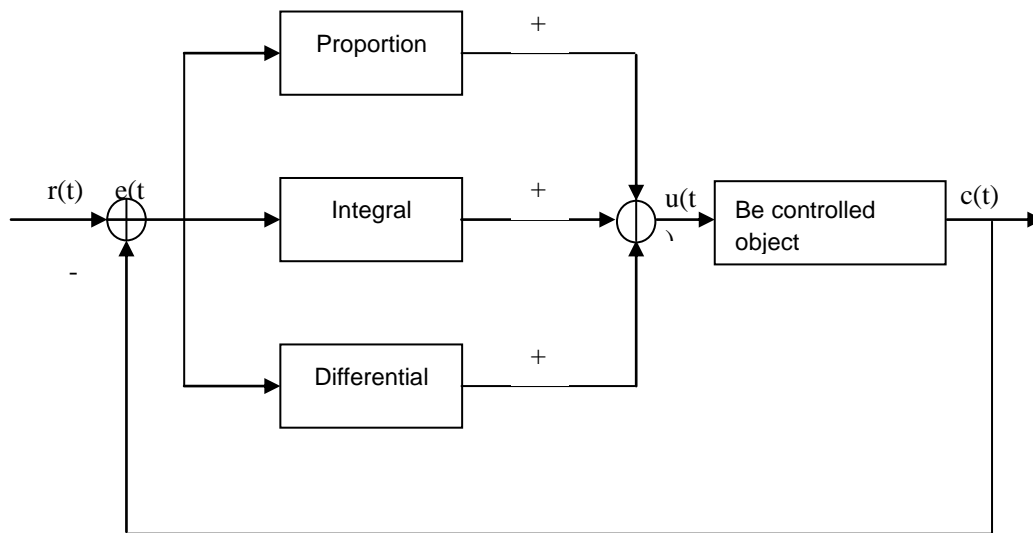 Proportion
+
r(t)
e(t
Integral
+
u(t
)
Be controlled
object
c(t)
-
Differential
+